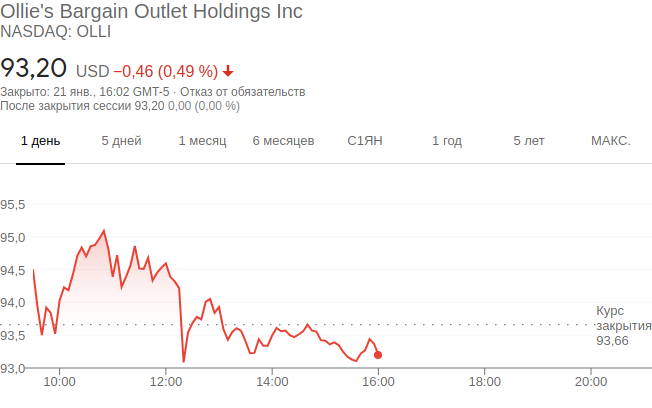 Ollie's Bargain Outlet Holdings Inc
NASDAQ: OLLI
93,20 USD −0,46 (0,49 %)
Закрыто: 21 янв., 16:02 GMT-5 · Отказ от обязательств
После закрытия сессии 93,20 0,00 (0,00 %)
1 день 5 дней 1 месяц 6 месяцев С1ЯН 1 год 5 лет МАКС.
95,5
95,0
94,5
94,0
93,5
93,0
Курс
закрытия
93,66
10:00 12:00 14:00 16:00 18:00 20:00